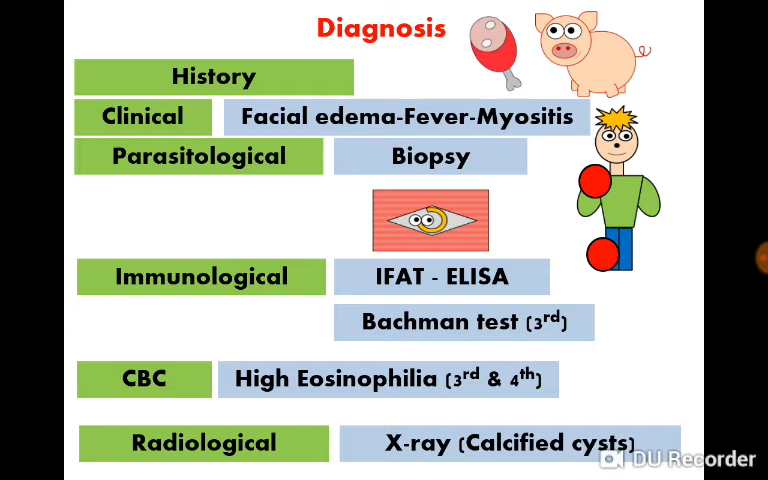 Diagnosis
History
Clinical Facial edema-Fever-Myositis
Parasitological Biopsy
Immunological IFAT - ELISA
Bachman test (3rd)
CBC High Eosinophilia (3rd & 4th)
Radiological X-ray (Calcified cysts)
DU Recorder